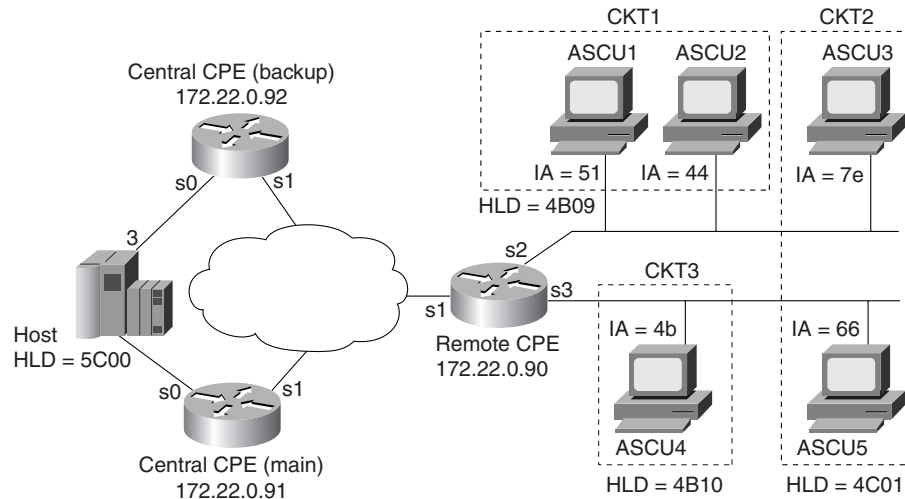 CKT1
CKT2
Central CPE (backup)
172.22.0.92
ASCU1
ASCU2
ASCU3
s0
s1
IA = 51
IA = 44
IA = 7e
HLD = 4B09
3
s2
CKT3
s1
s3
Host
HLD = 5C00
Remote CPE
172.22.0.90
IA = 4b
IA = 66
s0
s1
ASCU4
ASCU5
Central CPE (main)
172.22.0.91
HLD = 4B10
HLD = 4C01